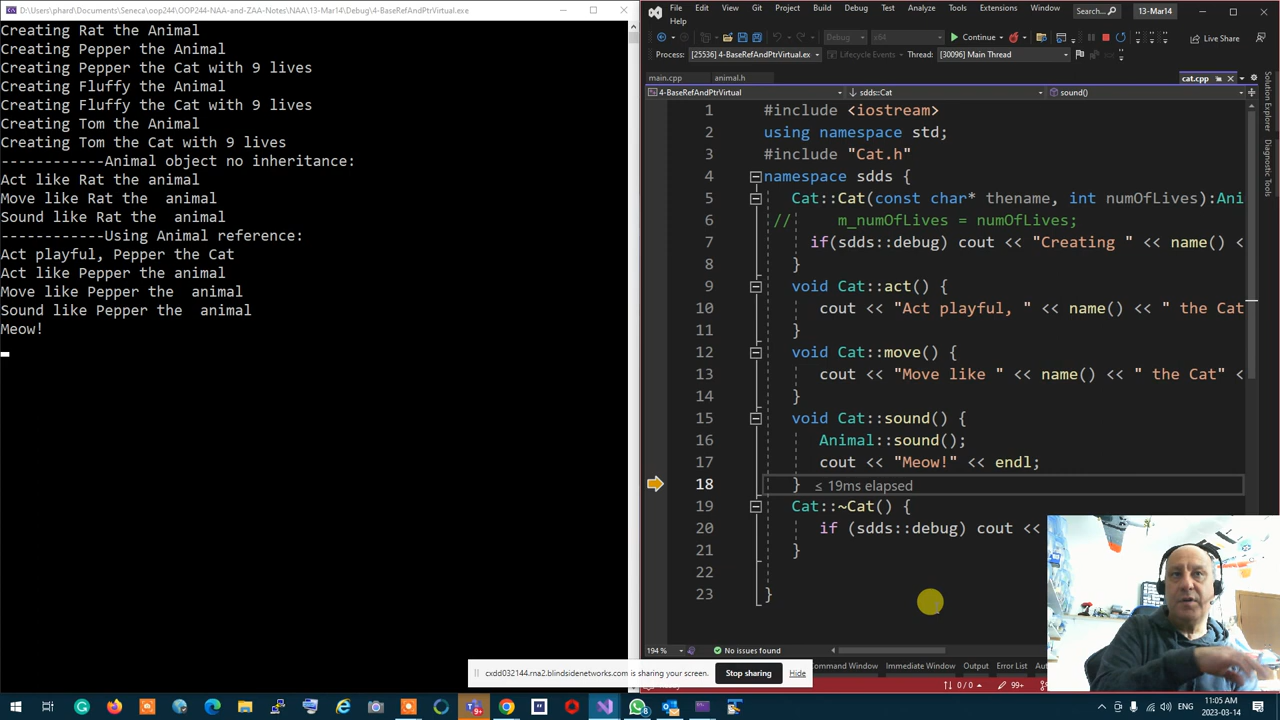 D:\Users\phard\Documents\Seneca\oop244\OOP244-NAA-and-ZAA-Notes\NAA\13-Mar14\Debug\4-BaseRefAndPtrVirtual.exe
Creating Rat the Animal
Creating Pepper the Animal
Creating Pepper the Cat with 9 lives
Creating Fluffy the Animal
Creating Fluffy the Cat with 9 lives
Creating Tom the Animal
Creating Tom the Cat with 9 lives
------------Animal object no inheritance:
Act like Rat the animal
Move like Rat the  animal
Sound like Rat the  animal
------------Using Animal reference:
Act playful, Pepper the Cat
Act like Pepper the animal
Move like Pepper the  animal
Sound like Pepper the  animal
Meow!
File Edit View Git Project Build Debug Test Analyze Tools Extensions Window Search... 13-Mar14
Help
Debug x64 Continue Live Share
Process: [25536] 4-BaseRefAndPtrVirtual.ex Lifecycle Events Thread: [30096] Main Thread
main.cpp animal.h cat.cpp
4-BaseRefAndPtrVirtual sdds::Cat sound()
1 #include <iostream>
2 using namespace std;
3 #include "Cat.h"
4 namespace sdds {
5 Cat::Cat(const char* thename, int numOfLives):Ani
6 // m_numOfLives = numOfLives;
7 if(sdds::debug) cout << "Creating " << name() <
8 }
9 void Cat::act() {
10 cout << "Act playful, " << name() << " the Cat
11 }
12 void Cat::move() {
13 cout << "Move like " << name() << " the Cat" <
14 }
15 void Cat::sound() {
16 Animal::sound();
17 cout << "Meow!" << endl;
18 } ≤ 19ms elapsed
19 Cat::~Cat() {
20 if (sdds::debug) cout <<
21 }
22
23 }
Solution Explorer
Diagnostic Tools
194 % No issues found
ommand Window Immediate Window Output Error List
0 / 0 99+
cxdd032144.rna2.blindsidenetworks.com is sharing your screen. Stop sharing Hide
11:05 AM
2023-03-14